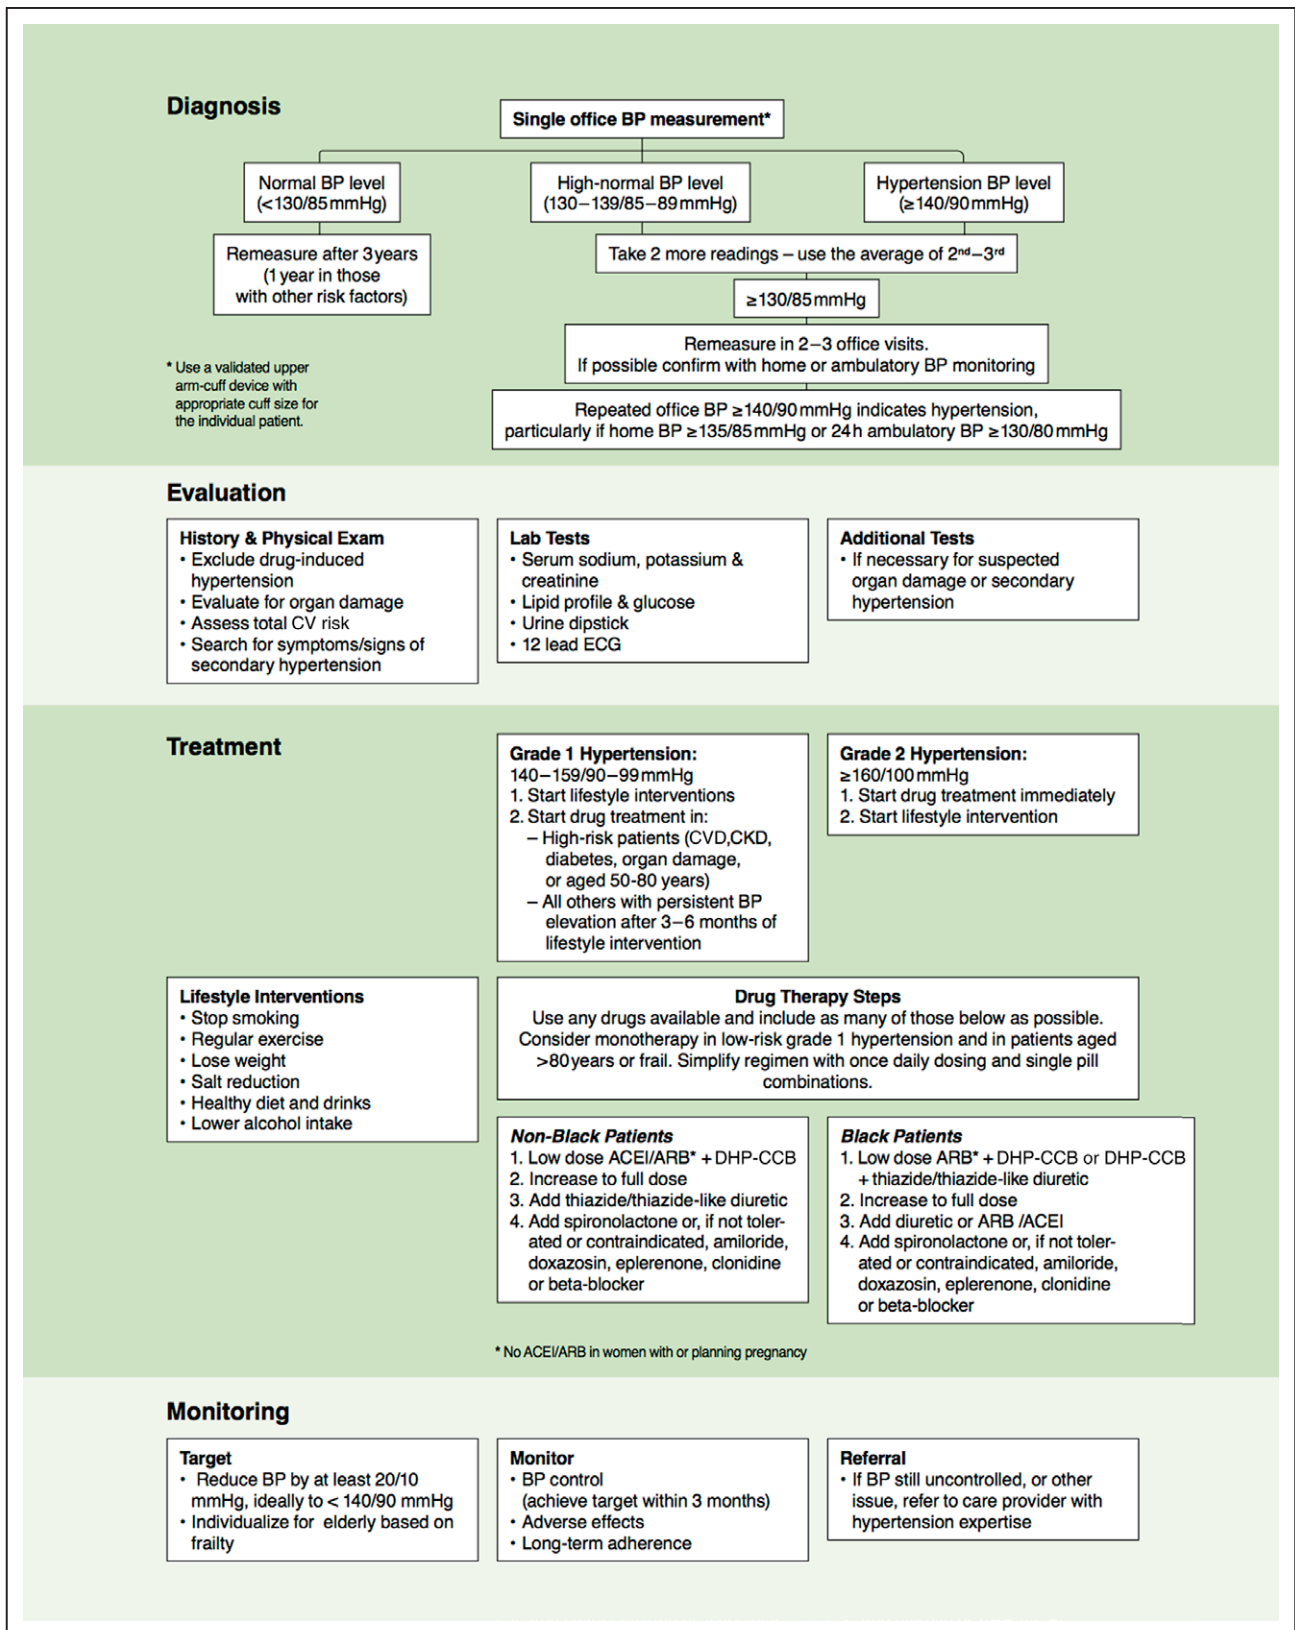 Diagnosis
Single office BP measurement*
Normal BP level
(<130/85 mmHg)
High-normal BP level
(130–139/85–89 mmHg)
Hypertension BP level
(≥140/90 mmHg)
Remeasure after 3 years
(1 year in those
with other risk factors)
Take 2 more readings – use the average of 2nd–3rd
≥130/85 mmHg
Remeasure in 2–3 office visits.
If possible confirm with home or ambulatory BP monitoring
Repeated office BP ≥140/90 mmHg indicates hypertension,
particularly if home BP ≥135/85 mmHg or 24h ambulatory BP ≥130/80 mmHg
* Use a validated upper
arm-cuff device with
appropriate cuff size for
the individual patient.
Evaluation
History & Physical Exam
• Exclude drug-induced
hypertension
• Evaluate for organ damage
• Assess total CV risk
• Search for symptoms/signs of
secondary hypertension
Lab Tests
• Serum sodium, potassium &
creatinine
• Lipid profile & glucose
• Urine dipstick
• 12 lead ECG
Additional Tests
• If necessary for suspected
organ damage or secondary
hypertension
Treatment
Grade 1 Hypertension:
140–159/90–99 mmHg
1. Start lifestyle interventions
2. Start drug treatment in:
– High-risk patients (CVD,CKD,
diabetes, organ damage,
or aged 50-80 years)
– All others with persistent BP
elevation after 3–6 months of
lifestyle intervention
Grade 2 Hypertension:
≥160/100 mmHg
1. Start drug treatment immediately
2. Start lifestyle intervention
Lifestyle Interventions
• Stop smoking
• Regular exercise
• Lose weight
• Salt reduction
• Healthy diet and drinks
• Lower alcohol intake
Drug Therapy Steps
Use any drugs available and include as many of those below as possible.
Consider monotherapy in low-risk grade 1 hypertension and in patients aged
>80 years or frail. Simplify regimen with once daily dosing and single pill
combinations.
Non-Black Patients
1. Low dose ACEI/ARB* + DHP-CCB
2. Increase to full dose
3. Add thiazide/thiazide-like diuretic
4. Add spironolactone or, if not toler-
ated or contraindicated, amiloride,
doxazosin, eplerenone, clonidine
or beta-blocker
Black Patients
1. Low dose ARB* + DHP-CCB or DHP-CCB
+ thiazide/thiazide-like diuretic
2. Increase to full dose
3. Add diuretic or ARB /ACEI
4. Add spironolactone or, if not toler-
ated or contraindicated, amiloride,
doxazosin, eplerenone, clonidine
or beta-blocker
* No ACEI/ARB in women with or planning pregnancy
Monitoring
Target
• Reduce BP by at least 20/10
mmHg, ideally to < 140/90 mmHg
• Individualize for elderly based on
frailty
Monitor
• BP control
(achieve target within 3 months)
• Adverse effects
• Long-term adherence
Referral
• If BP still uncontrolled, or other
issue, refer to care provider with
hypertension expertise